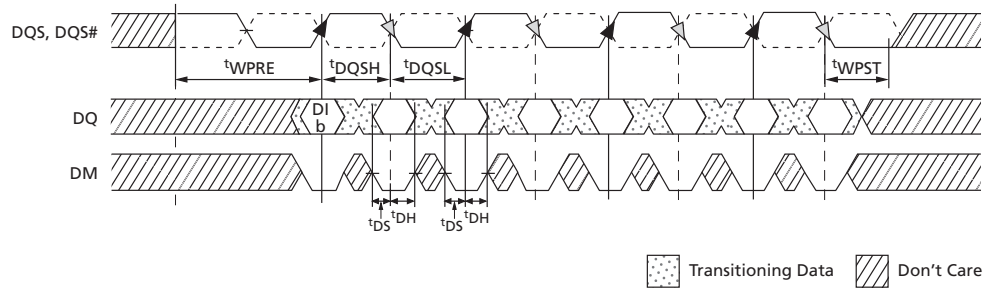 DQS, DQS#
tWPRE
tDQSH
tDQSL
tWPST
DQ
DI
b
DM
tDS
tDH
tDS
tDH
Transitioning Data
Don't Care